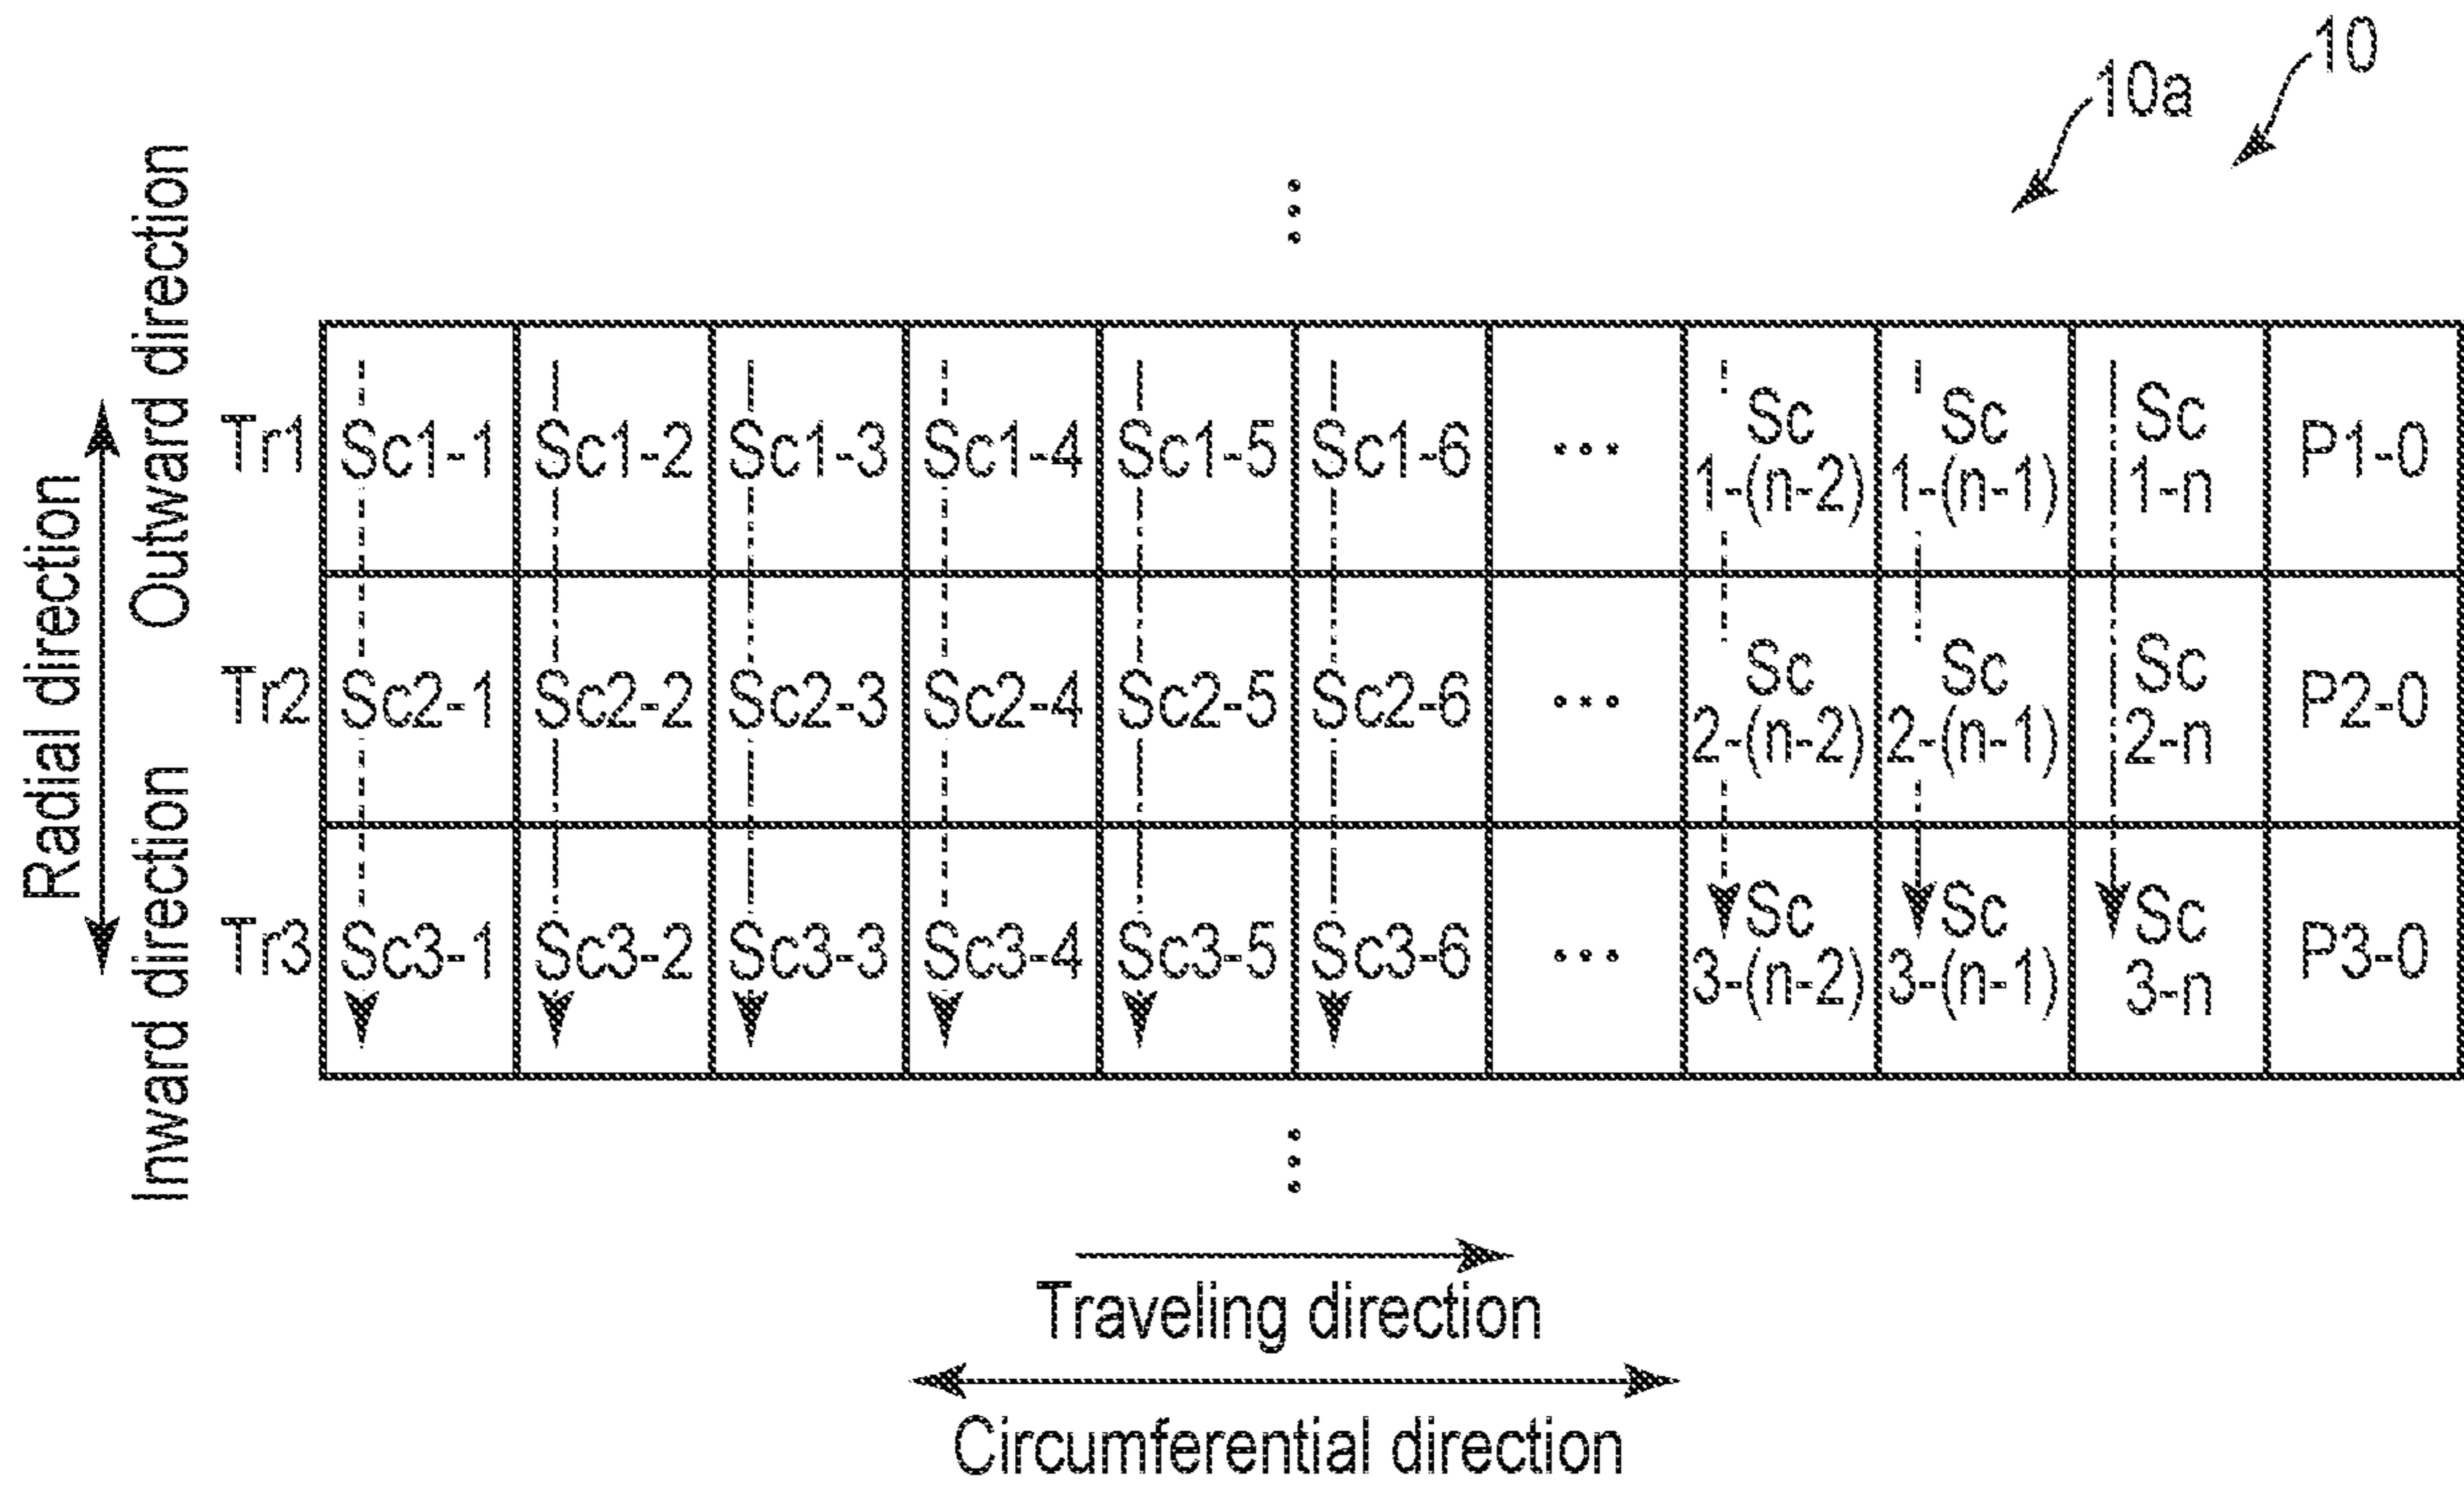 10
10a
Radial direction
Outward direction
Inward direction
Tr1 Sc1-1 Sc1-2 Sc1-3 Sc1-4 Sc1-5 Sc1-6 ... Sc 1-(n-2) Sc 1-(n-1) Sc 1-n P1-0
Tr2 Sc2-1 Sc2-2 Sc2-3 Sc2-4 Sc2-5 Sc2-6 ... Sc 2-(n-2) Sc 2-(n-1) Sc 2-n P2-0
Tr3 Sc3-1 Sc3-2 Sc3-3 Sc3-4 Sc3-5 Sc3-6 ... Sc 3-(n-2) Sc 3-(n-1) Sc 3-n P3-0
Traveling direction
Circumferential direction